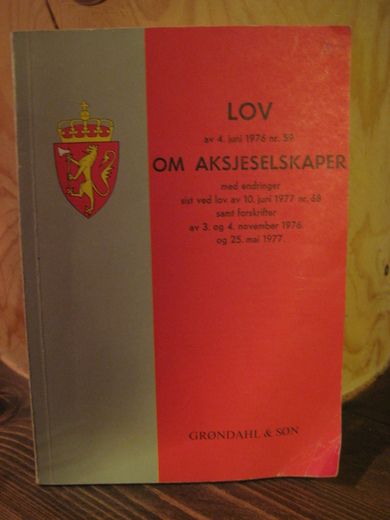 LOV
av 4. juni 1976 nr. 59
OM AKSJESELSKAPER
med endringer
sist ved lov av 10. juni 1977 nr. 68
samt forskrifter
av 3. og 4. november 1976
og 25. mai 1977.
GRØNDAHL & SØN